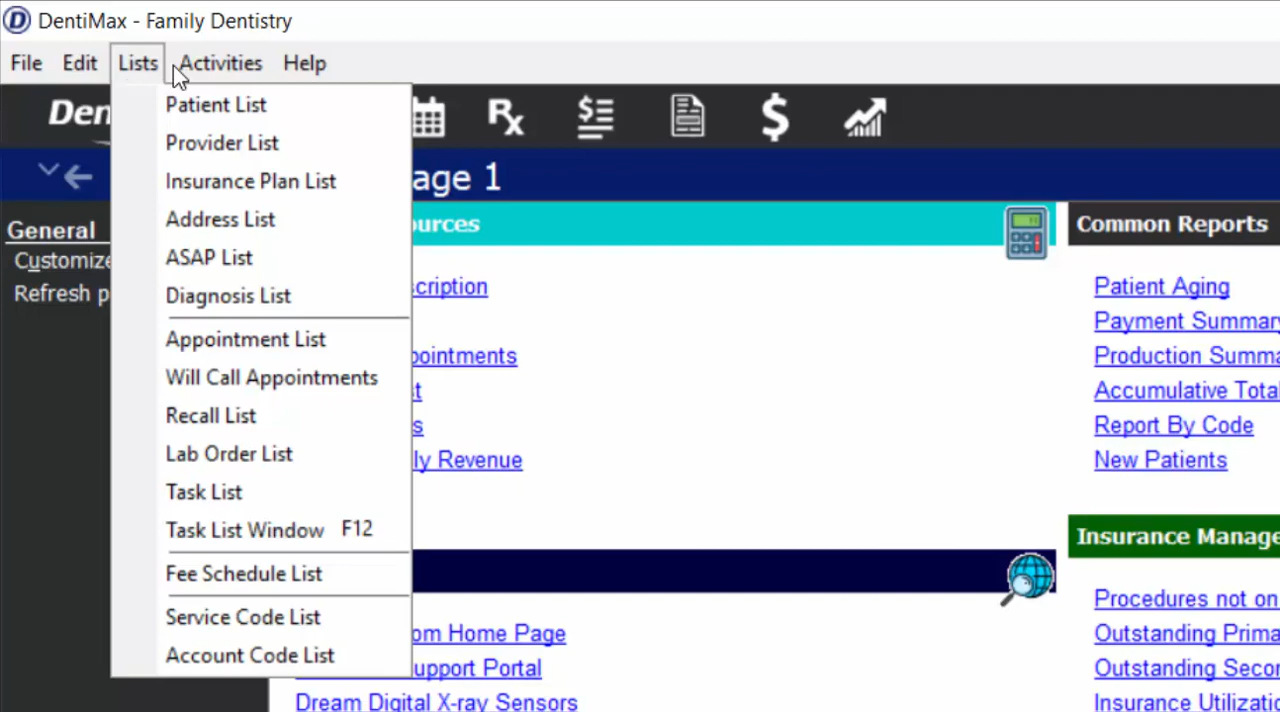 DentiMax - Family Dentistry
File Edit Lists Activities Help
Den
Patient List
Provider List
Insurance Plan List
Address List
ASAP List
Diagnosis List
Appointment List
Will Call Appointments
Recall List
Lab Order List
Task List
Task List Window F12
Fee Schedule List
Service Code List
Account Code List
age 1
General
Customize
Refresh p
ources
cription
pointments
t
s
ly Revenue
om Home Page
upport Portal
Dream Digital X-ray Sensors
Common Reports
Patient Aging
Payment Summary
Production Summa
Accumulative Total
Report By Code
New Patients
Insurance Manage
Procedures not on
Outstanding Prima
Outstanding Secon
Insurance Utilizatio